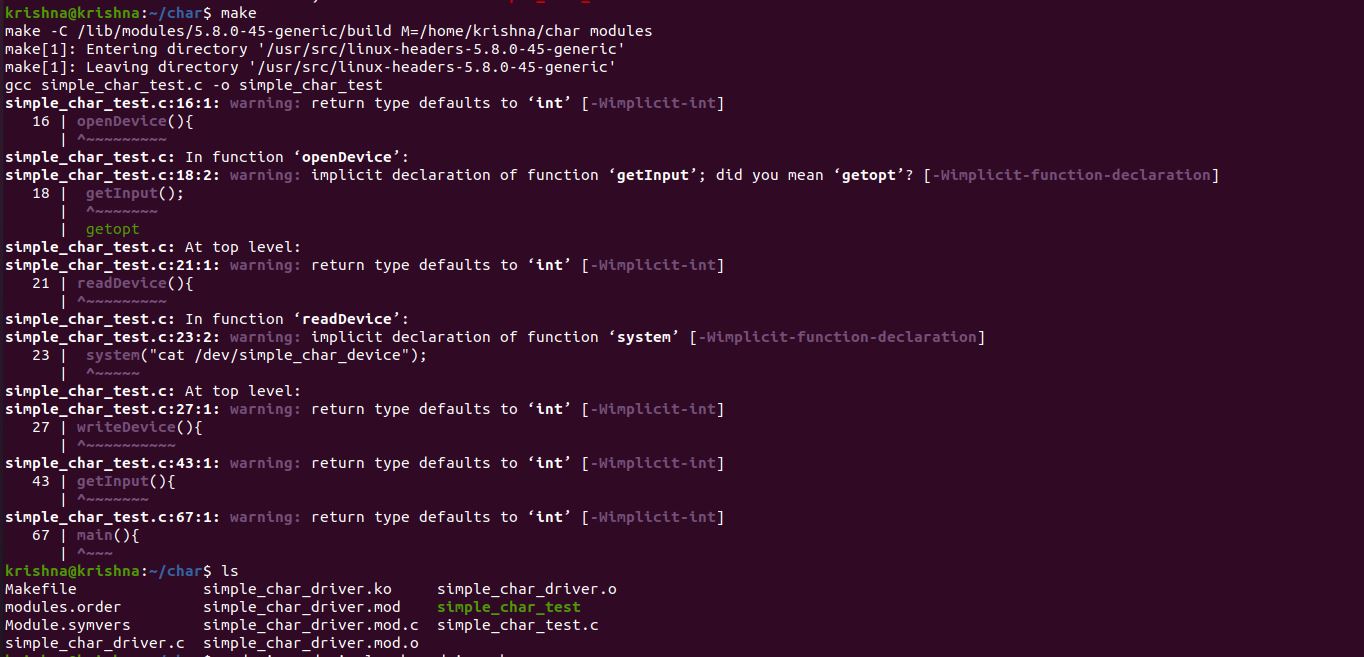 krishna@krishna:~/char$ make
make -C /lib/modules/5.8.0-45-generic/build M=/home/krishna/char modules
make[1]: Entering directory '/usr/src/linux-headers-5.8.0-45-generic'
make[1]: Leaving directory '/usr/src/linux-headers-5.8.0-45-generic'
gcc simple_char_test.c -o simple_char_test
simple_char_test.c:16:1: warning: return type defaults to ‘int’ [-Wimplicit-int]
   16 | openDevice(){
      | ^~~~~~~~~~
simple_char_test.c: In function ‘openDevice’:
simple_char_test.c:18:2: warning: implicit declaration of function ‘getInput’; did you mean ‘getopt’? [-Wimplicit-function-declaration]
   18 |  getInput();
      |  ^~~~~~~~
      |  getopt
simple_char_test.c: At top level:
simple_char_test.c:21:1: warning: return type defaults to ‘int’ [-Wimplicit-int]
   21 | readDevice(){
      | ^~~~~~~~~~
simple_char_test.c: In function ‘readDevice’:
simple_char_test.c:23:2: warning: implicit declaration of function ‘system’ [-Wimplicit-function-declaration]
   23 |  system("cat /dev/simple_char_device");
      |  ^~~~~~
simple_char_test.c: At top level:
simple_char_test.c:27:1: warning: return type defaults to ‘int’ [-Wimplicit-int]
   27 | writeDevice(){
      | ^~~~~~~~~~~
simple_char_test.c:43:1: warning: return type defaults to ‘int’ [-Wimplicit-int]
   43 | getInput(){
      | ^~~~~~~~
simple_char_test.c:67:1: warning: return type defaults to ‘int’ [-Wimplicit-int]
   67 | main(){
      | ^~~~
krishna@krishna:~/char$ ls
Makefile              simple_char_driver.ko     simple_char_driver.o
modules.order         simple_char_driver.mod    simple_char_test
Module.symvers        simple_char_driver.mod.c  simple_char_test.c
simple_char_driver.c  simple_char_driver.mod.o